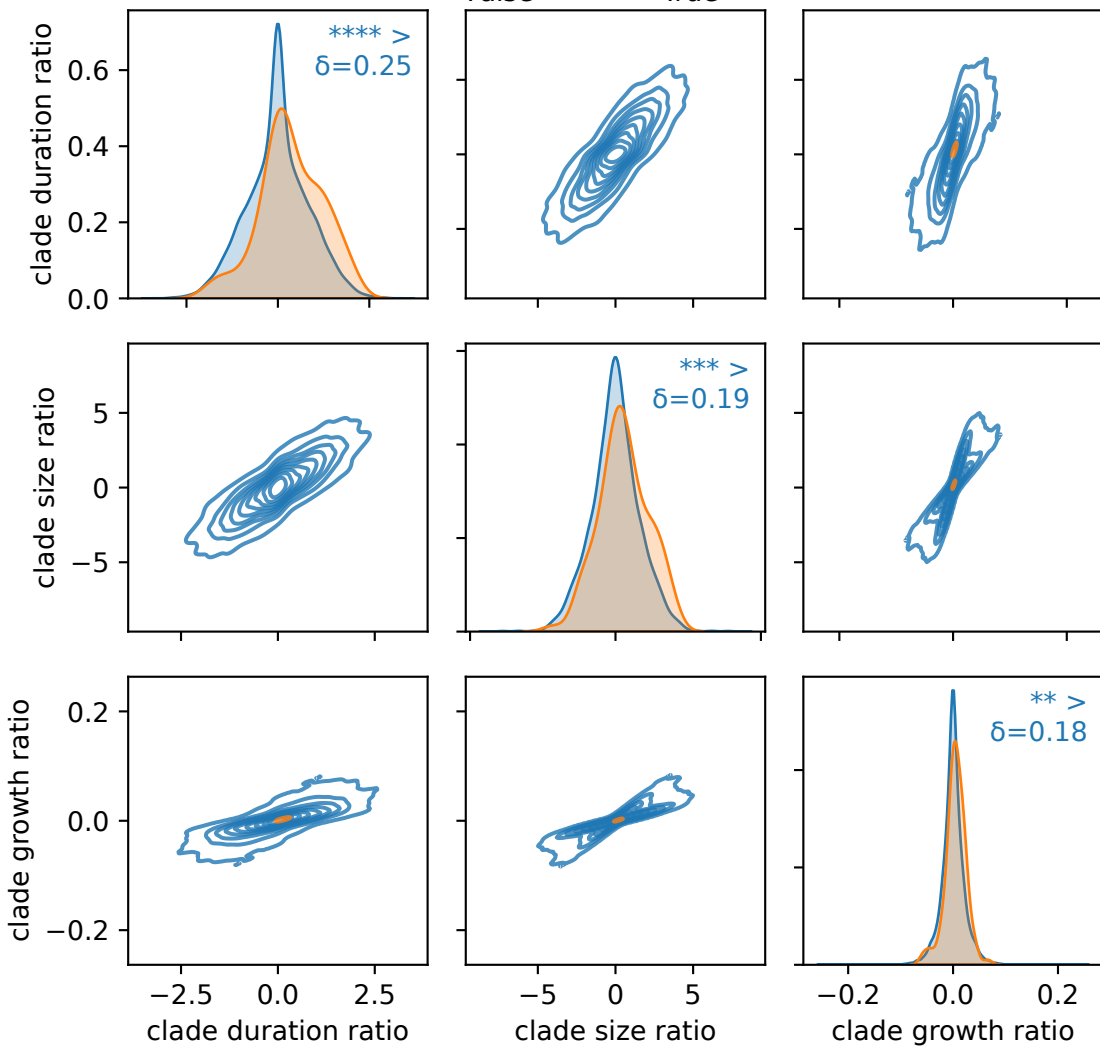 clade duration ratio
0.6
0.4
0.2
0.0
**** >
δ=0.25
clade size ratio
5
0
−5
*** >
δ=0.19
clade growth ratio
0.2
0.0
−0.2
** >
δ=0.18
−2.5 0.0 2.5
−5 0 5
−0.2 0.0 0.2
clade duration ratio
clade size ratio
clade growth ratio